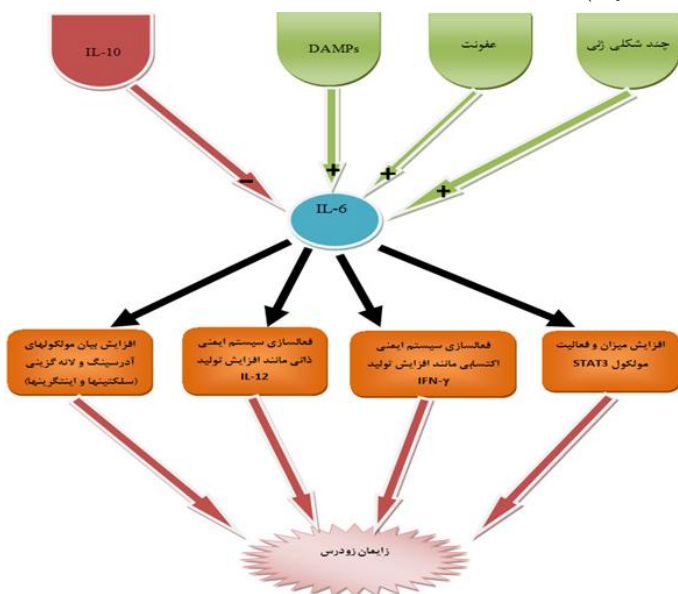 چند شکلی ژنی
عفونت
DAMPs
IL-10
+
+
+
−
IL-6
افزایش میزان و فعالیت
مولکول STAT3
فعالسازی سیستم ایمنی
اکتسابی مانند افزایش تولید
IFN-γ
فعالسازی سیستم ایمنی
ذاتی مانند افزایش تولید
IL-12
افزایش بیان مولکولهای
آدرسینگ و لانه گزینی
(سلکتینها و اینتگرینها)
زایمان زودرس